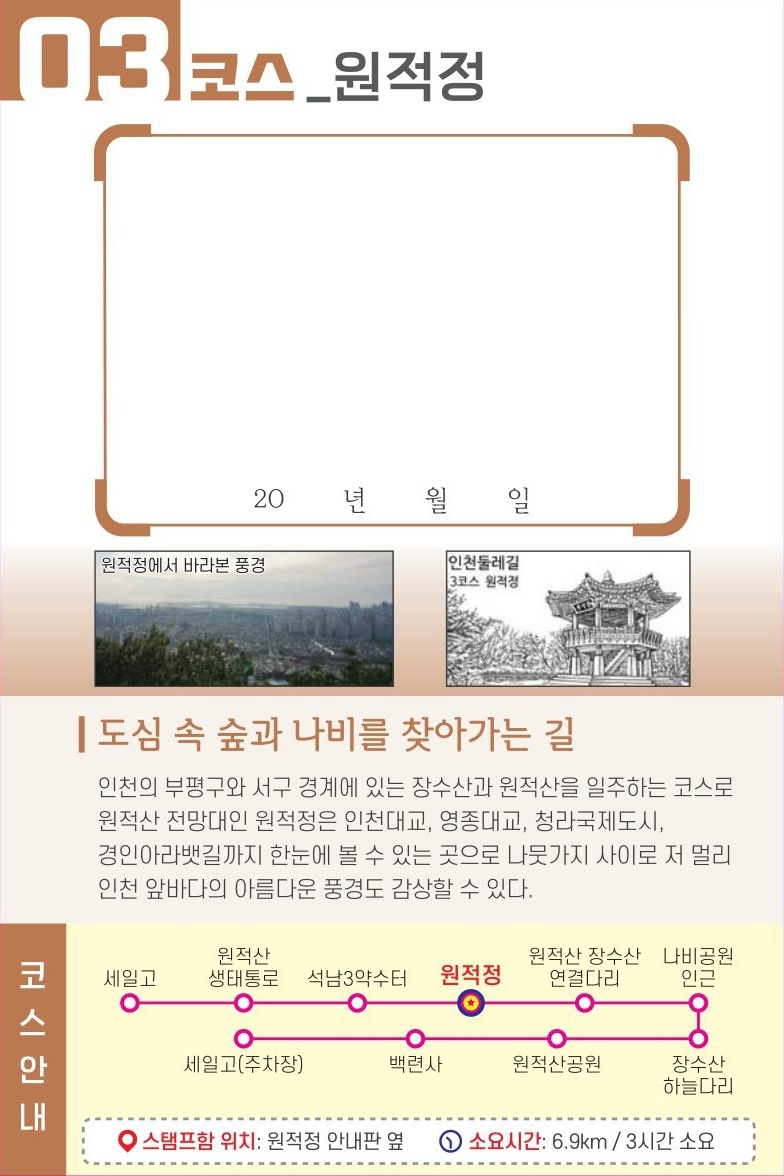 03코스_원적정
20 년 월 일
원적정에서 바라본 풍경
인천둘레길
3코스 원적정
도심 속 숲과 나비를 찾아가는 길
인천의 부평구와 서구 경계에 있는 장수산과 원적산을 일주하는 코스로
원적산 전망대인 원적정은 인천대교, 영종대교, 청라국제도시,
경인아라뱃길까지 한눈에 볼 수 있는 곳으로 나뭇가지 사이로 저 멀리
인천 앞바다의 아름다운 풍경도 감상할 수 있다.
코스안내
세일고
원적산
생태통로
석남3약수터
원적정
원적산 장수산
연결다리
나비공원
인근
세일고(주차장)
백련사
원적산공원
장수산
하늘다리
스탬프함 위치: 원적정 안내판 옆
소요시간: 6.9km / 3시간 소요